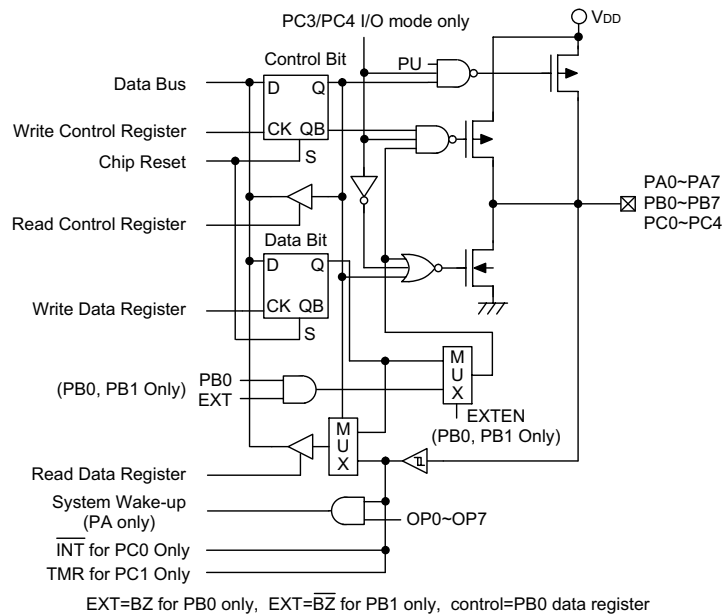 PC3/PC4 I/O mode only
VDD
Control Bit
PU
Data Bus
D Q
Write Control Register
CK QB
Chip Reset
S
PA0~PA7
PB0~PB7
PC0~PC4
Read Control Register
Data Bit
D Q
Write Data Register
CK QB
S
M
U
X
PB0
(PB0, PB1 Only)
EXT
EXTEN
(PB0, PB1 Only)
M
U
X
Read Data Register
System Wake-up
(PA only)
OP0~OP7
INT for PC0 Only
TMR for PC1 Only
EXT=BZ for PB0 only, EXT=BZ for PB1 only, control=PB0 data register